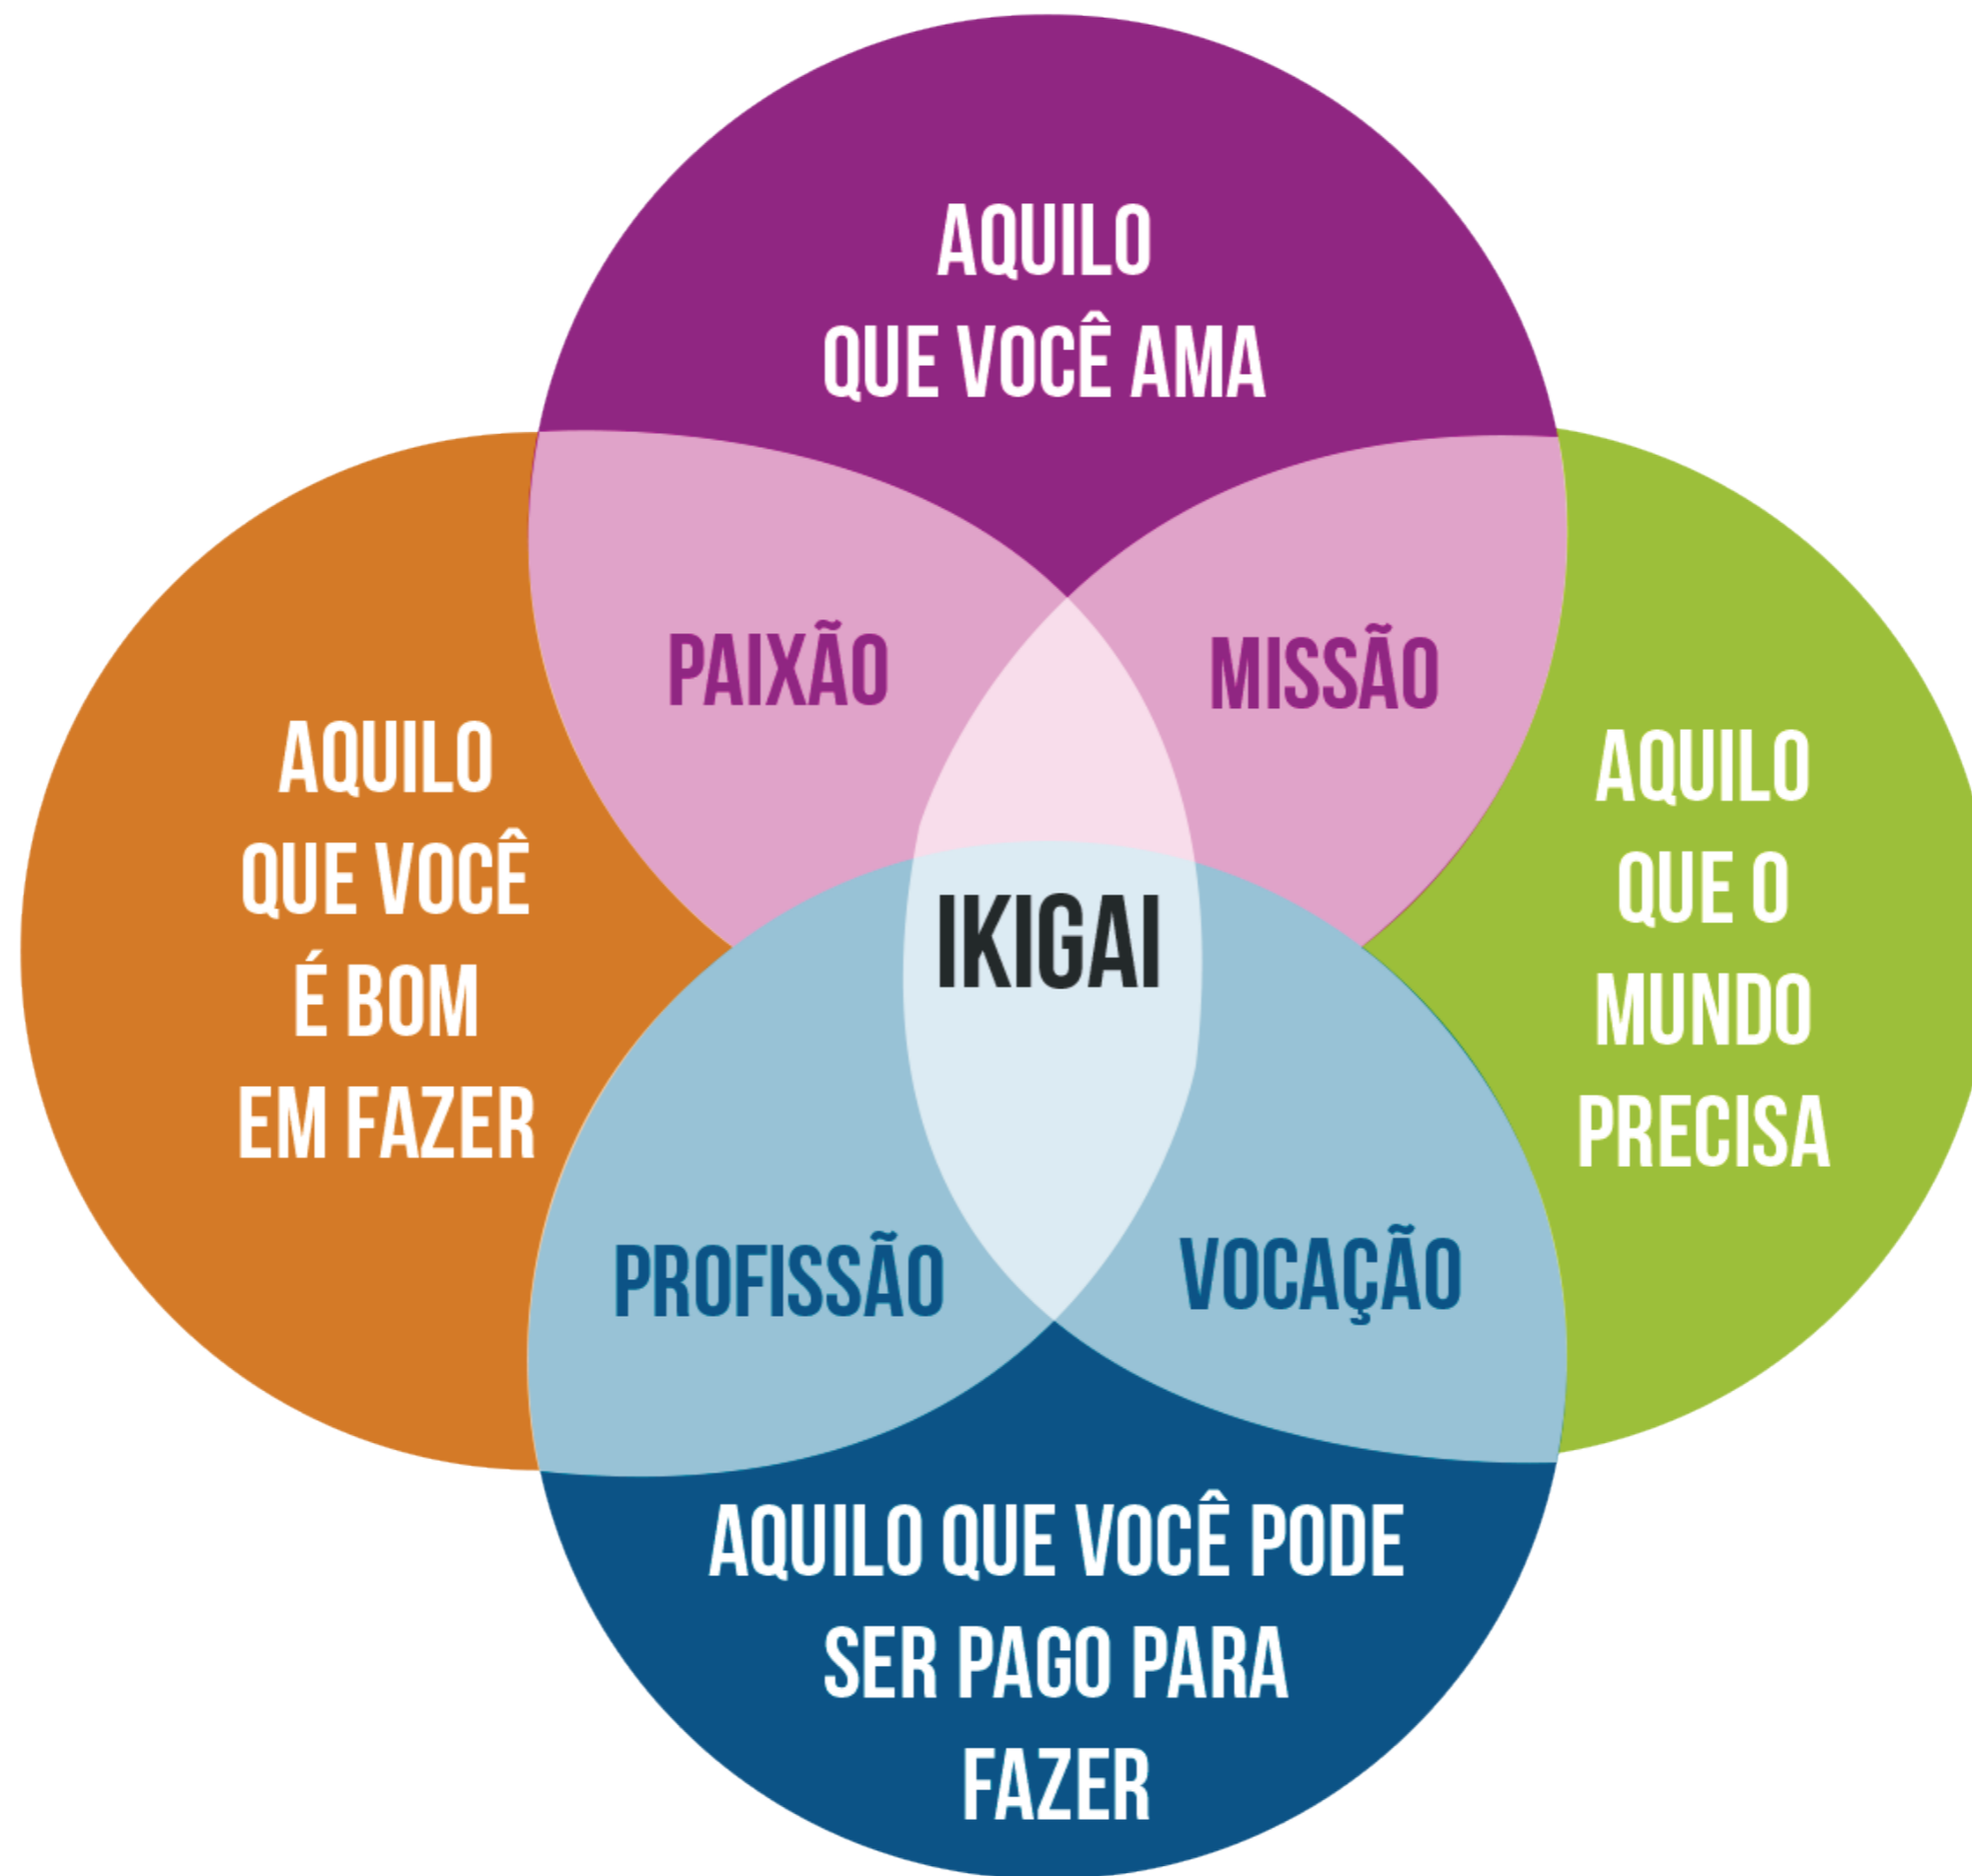 AQUILO
QUE VOCÊ AMA
PAIXÃO
MISSÃO
AQUILO
QUE VOCÊ
É BOM
EM FAZER
AQUILO
QUE O
MUNDO
PRECISA
IKIGAI
PROFISSÃO
VOCAÇÃO
AQUILO QUE VOCÊ PODE
SER PAGO PARA
FAZER